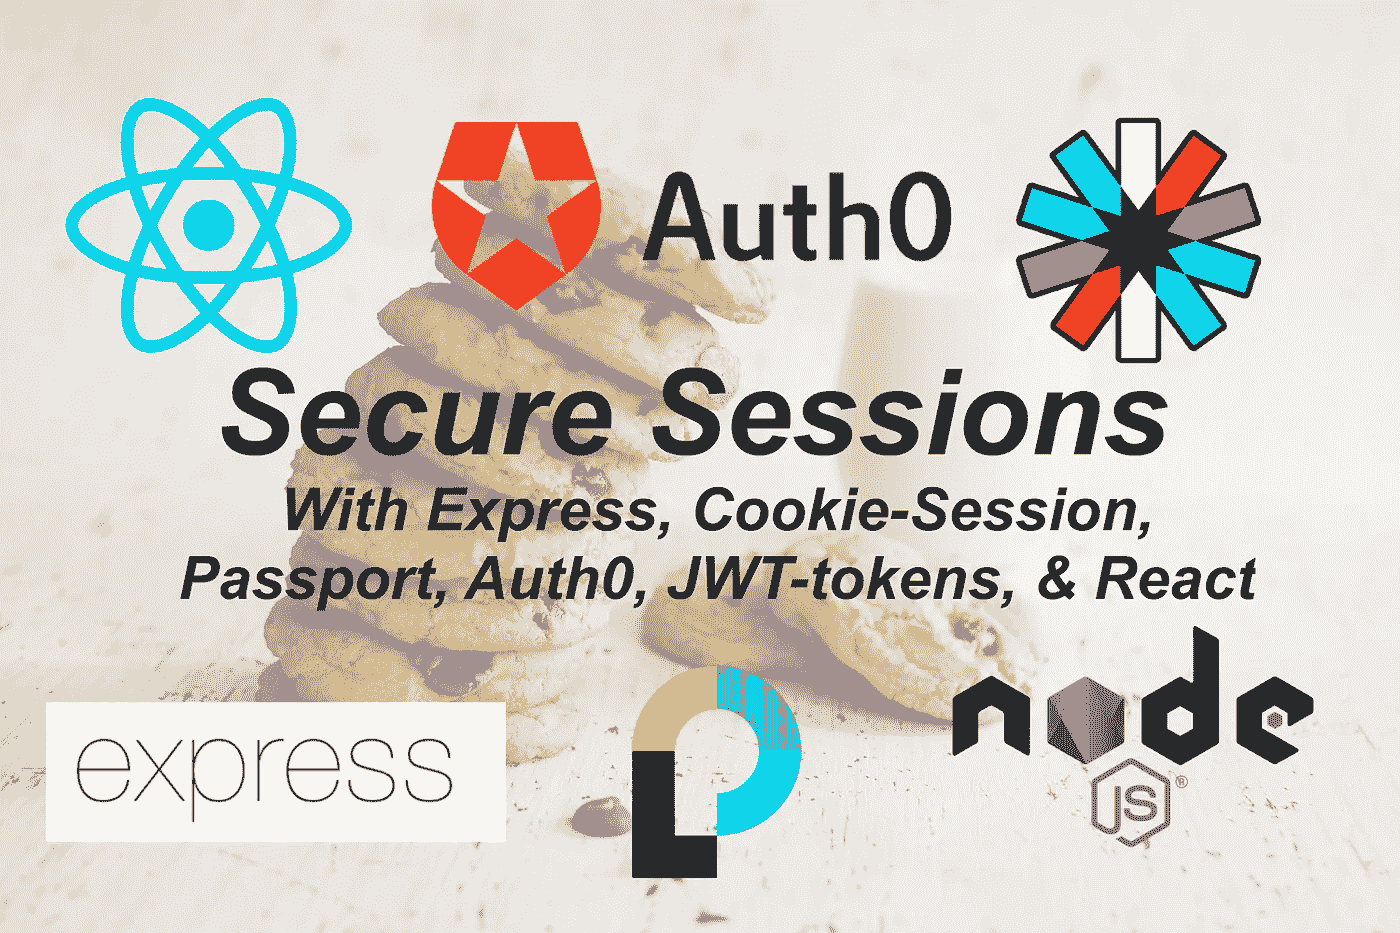 Auth0
Secure Sessions
With Express, Cookie-Session,
Passport, Auth0, JWT-tokens, & React
express
node
JS®